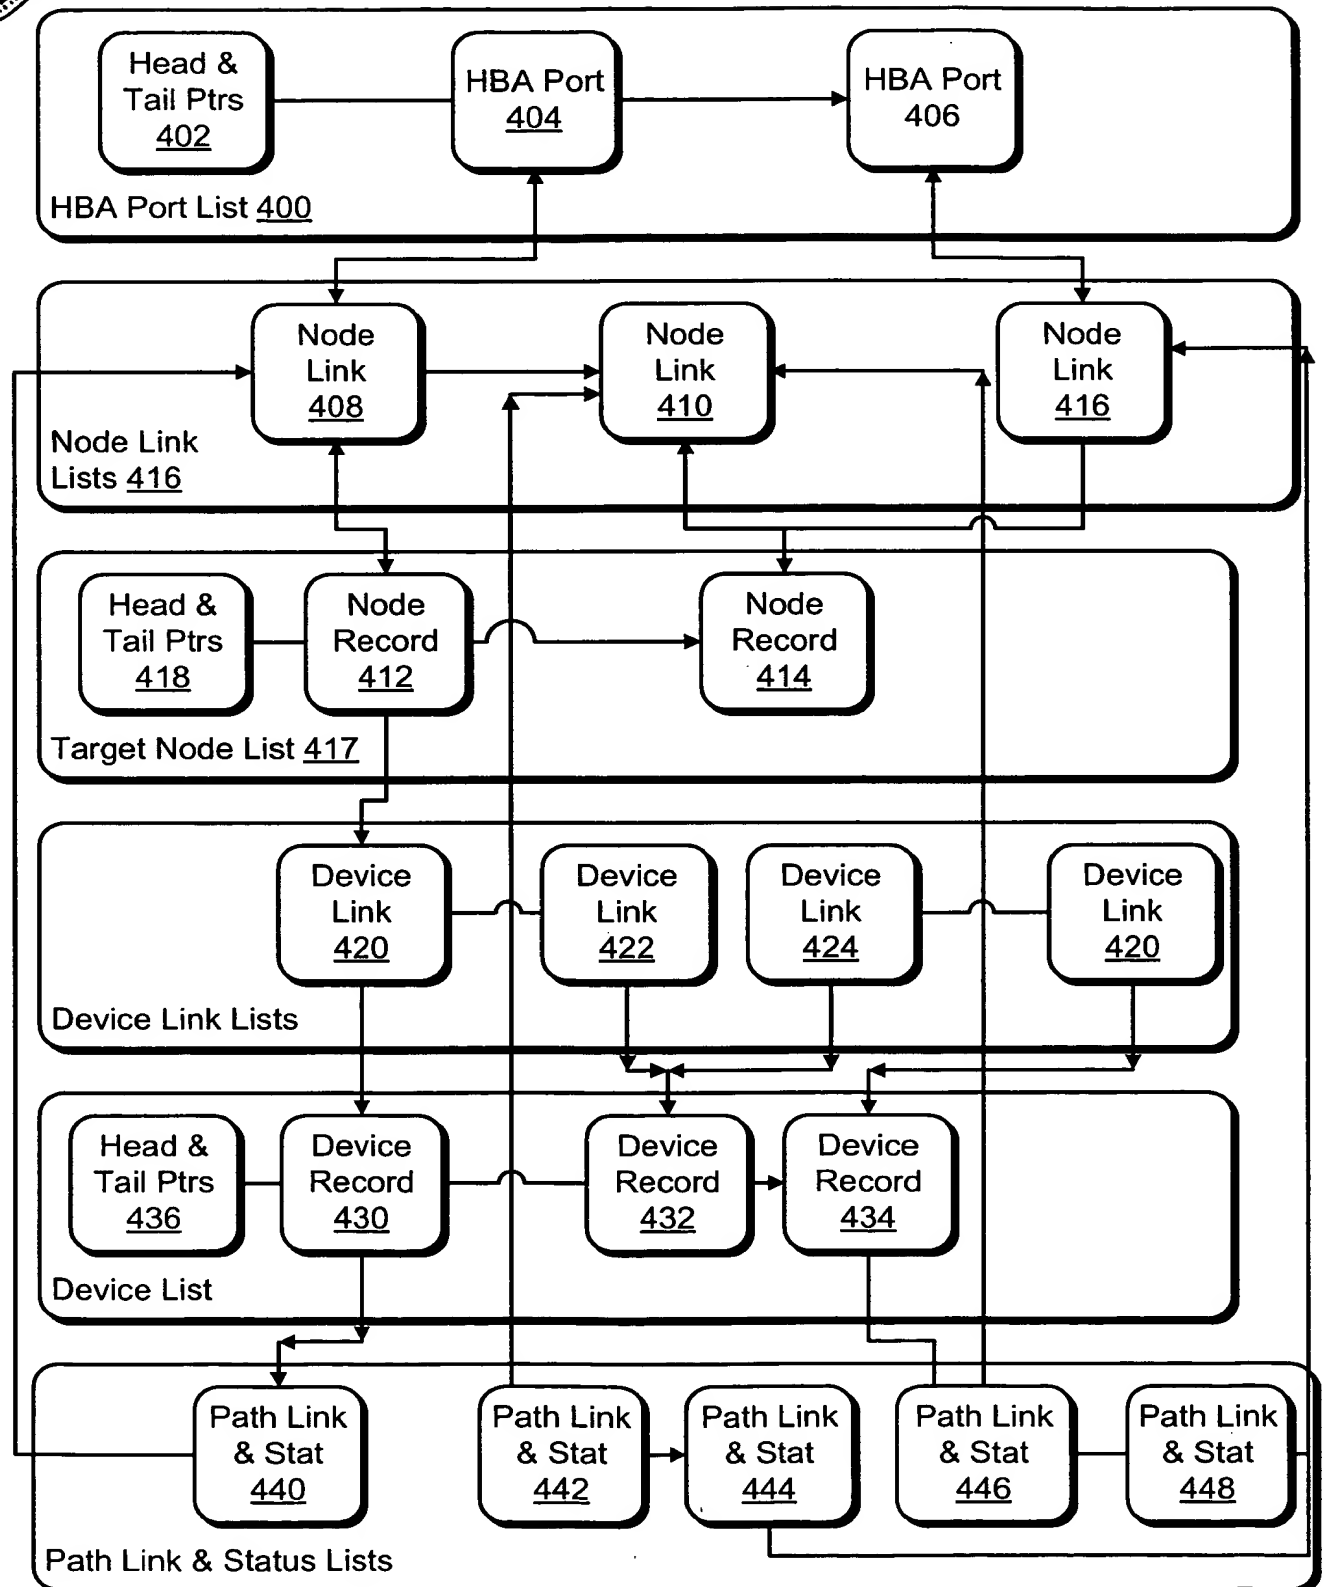 Head &
Tail Ptrs
402
HBA Port
404
HBA Port
406
HBA Port List 400
Node
Link
408
Node
Link
410
Node
Link
416
Node Link
Lists 416
Head &
Tail Ptrs
418
Node
Record
412
Node
Record
414
Target Node List 417
Device
Link
420
Device
Link
422
Device
Link
424
Device
Link
420
Device Link Lists
Head &
Tail Ptrs
436
Device
Record
430
Device
Record
432
Device
Record
434
Device List
Path Link
& Stat
440
Path Link
& Stat
442
Path Link
& Stat
444
Path Link
& Stat
446
Path Link
& Stat
448
Path Link & Status Lists